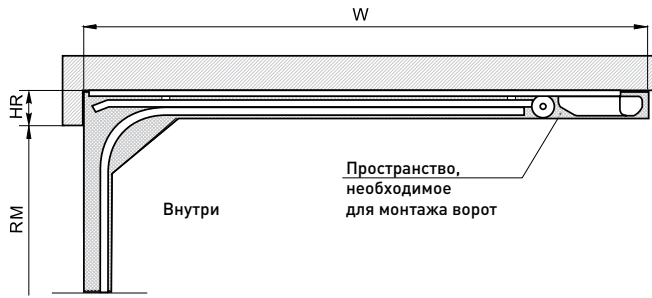 W
HR
RM
Внутри
Пространство,
необходимое
для монтажа ворот